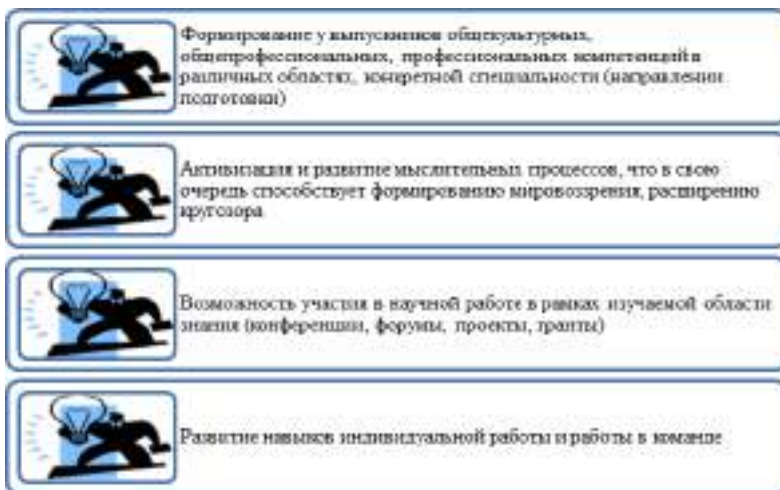 Формирование у выпускников общекультурных,
общепрофессиональных, профессиональных компетенций в
различных областях, конкретной специальности (направлении
подготовки)
Активизация и развитие мыслительных процессов, что в свою
очередь способствует формированию мировоззрения, расширению
кругозора
Возможность участия в научной работе в рамках изучаемой области
знания (конференции, форумы, проекты, гранты)
Развитие навыков индивидуальной работы и работы в команде